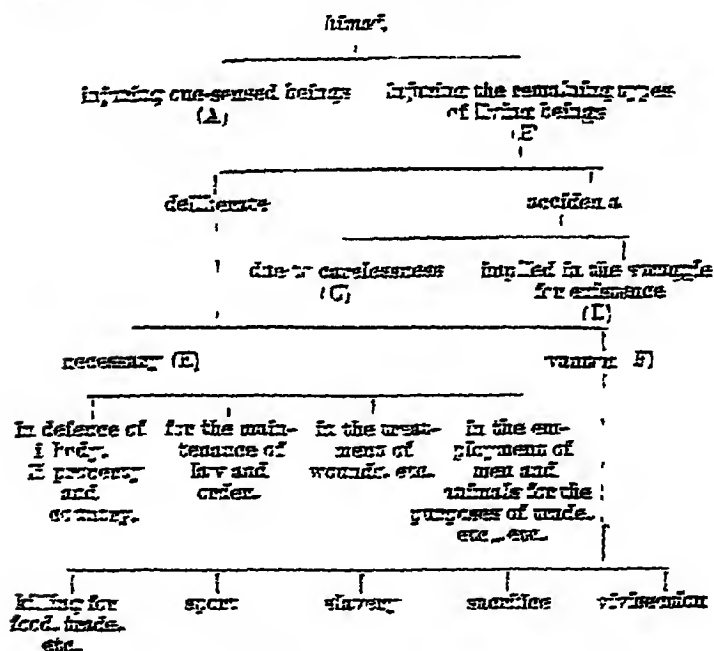 himsā
injuring one-sensed beings
(A)
injuring the remaining types
of living beings
(B)
deliberate
accidental
due to carelessness
(C)
implied in the struggle
for existence
(D)
necessary (E)
wanton (F)
In defence of
i body,
ii property,
and
country.
for the main-
tenance of
law and
order.
in the treat-
ment of
wounds, etc.
in the em-
ployment of
men and
animals for the
purposes of trade,
etc., etc.
killing for
food, trade,
etc.
sport
slavery
sacrifice
vivisection